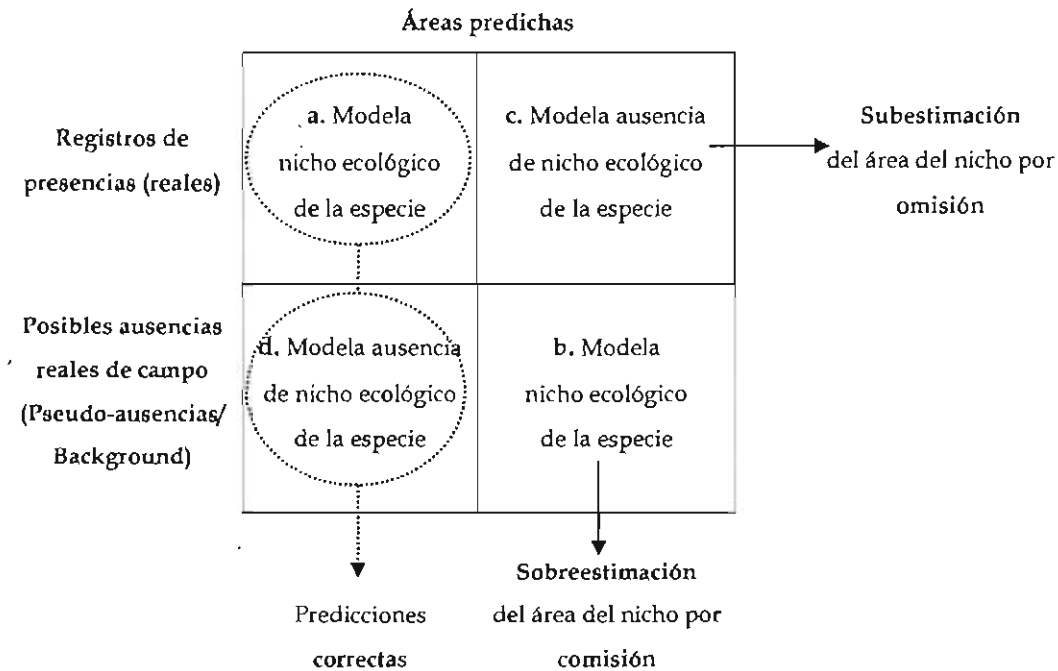 Áreas predichas
Registros de
presencias (reales)
a. Modela
nicho ecológico
de la especie
c. Modela ausencia
de nicho ecológico
de la especie
Subestimación
del área del nicho por
omisión
Posibles ausencias
reales de campo
(Pseudo-ausencias/
Background)
d. Modela ausencia
de nicho ecológico
de la especie
b. Modela
nicho ecológico
de la especie
Predicciones
correctas
Sobreestimación
del área del nicho por
comisión